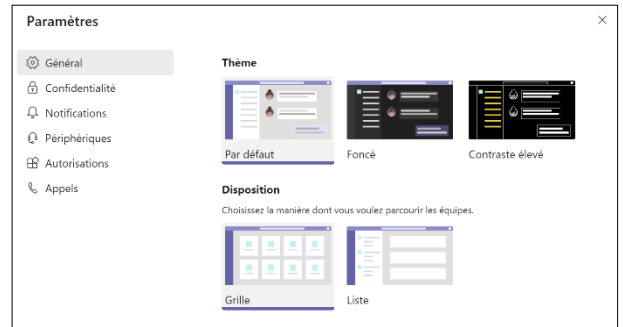 Paramètres
Général
Confidentialité
Notifications
Périphériques
Autorisations
Appels
Thème
Par défaut
Foncé
Contraste élevé
Disposition
Choisissez la manière dont vous voulez parcourir les équipes.
Grille
Liste